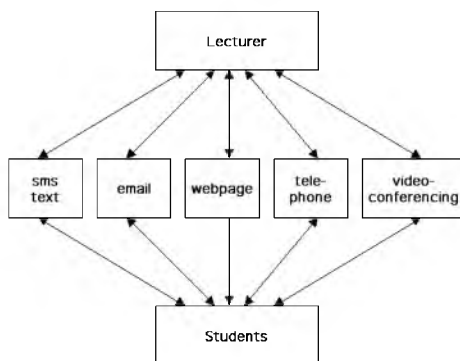 Lecturer
sms
text
email
webpage
tele-
phone
video-
conferencing
Students